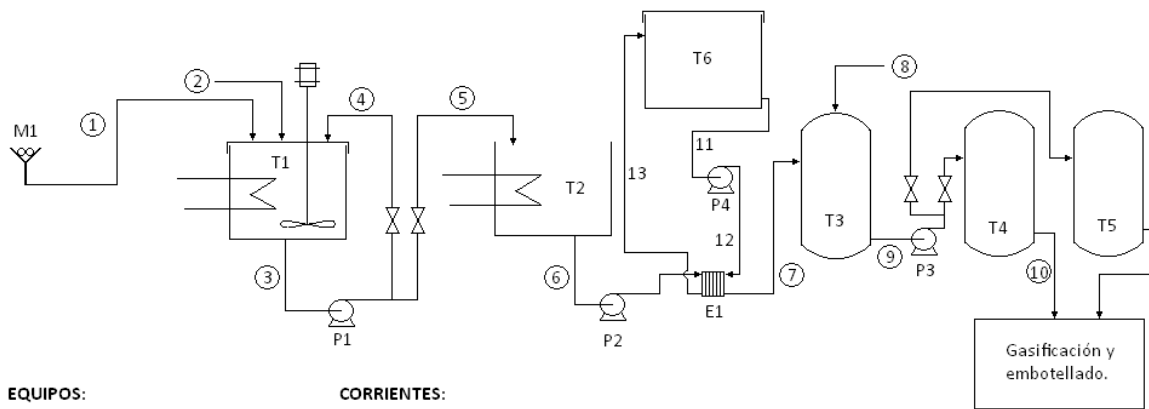 M1
1
2
T1
4
3
P1
5
T2
6
P2
13
T6
11
P4
12
E1
7
8
T3
9
P3
T4
10
T5
Gasificación y
embotellado.
EQUIPOS:
CORRIENTES: